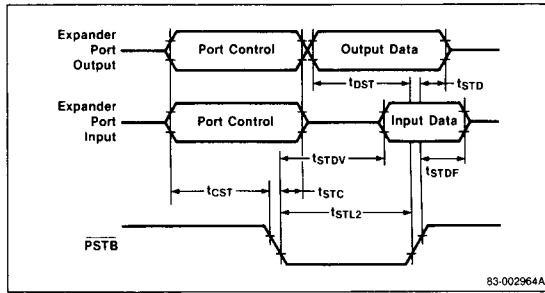 Expander
Port
Output
Port Control
Output Data
tDST
tSTD
Expander
Port
Input
Port Control
Input Data
tSTDV
tSTDF
tCST
tSTC
tSTL2
PSTB
83-002964A